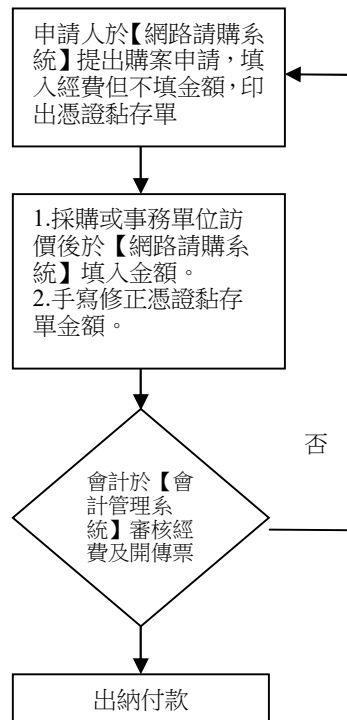 申請人於【網路請購系
統】提出購案申請，填
入經費但不填金額，印
出憑證黏存單
1.採購或事務單位訪
價後於【網路請購系
統】填入金額。
2.手寫修正憑證黏存
單金額。
否
會計於【會
計管理系
統】審核經
費及開傳票
出納付款